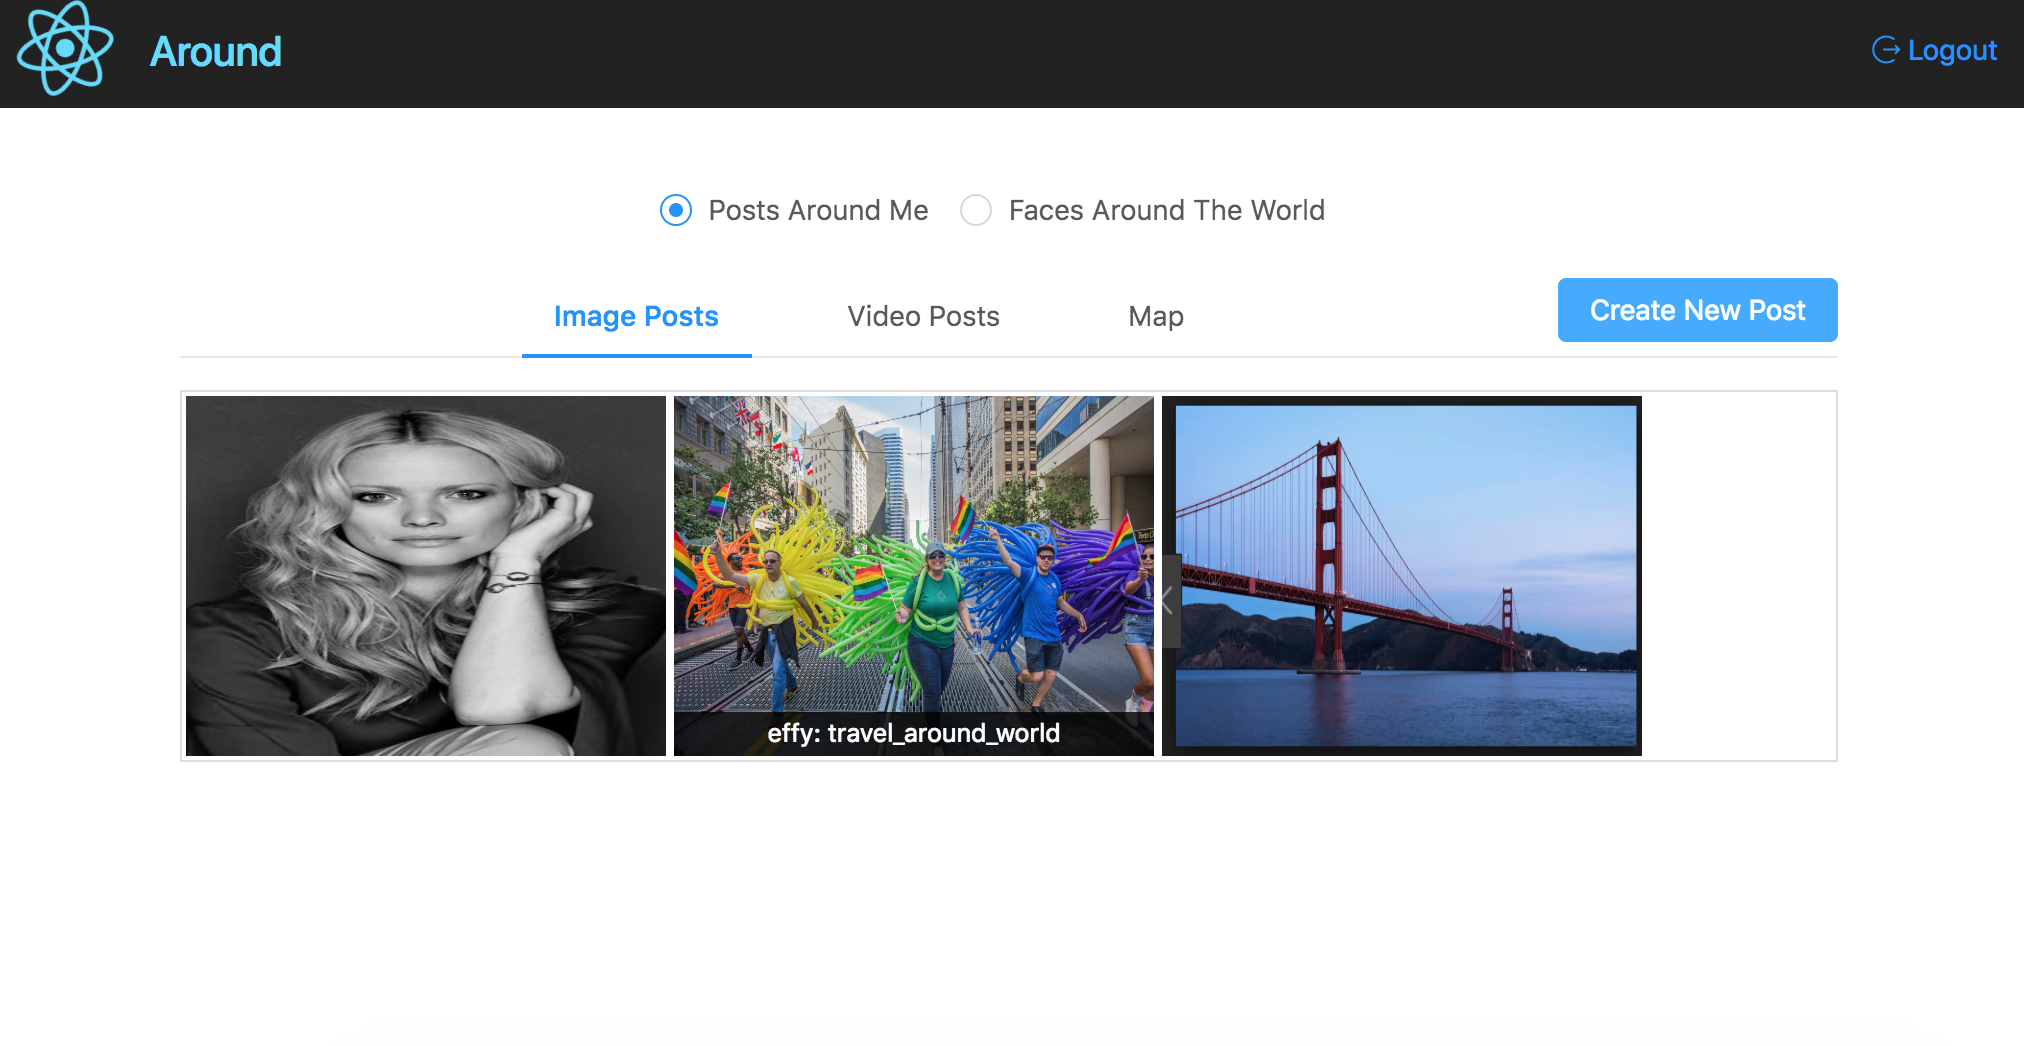 Around
Logout
Posts Around Me
Faces Around The World
Image Posts
Video Posts
Map
Create New Post
effy: travel_around_world